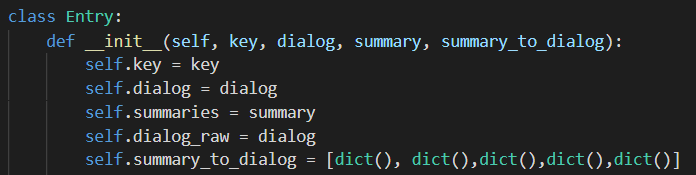 class Entry:
    def __init__(self, key, dialog, summary, summary_to_dialog):
        self.key = key
        self.dialog = dialog
        self.summaries = summary
        self.dialog_raw = dialog
        self.summary_to_dialog = [dict(), dict(),dict(),dict(),dict()]